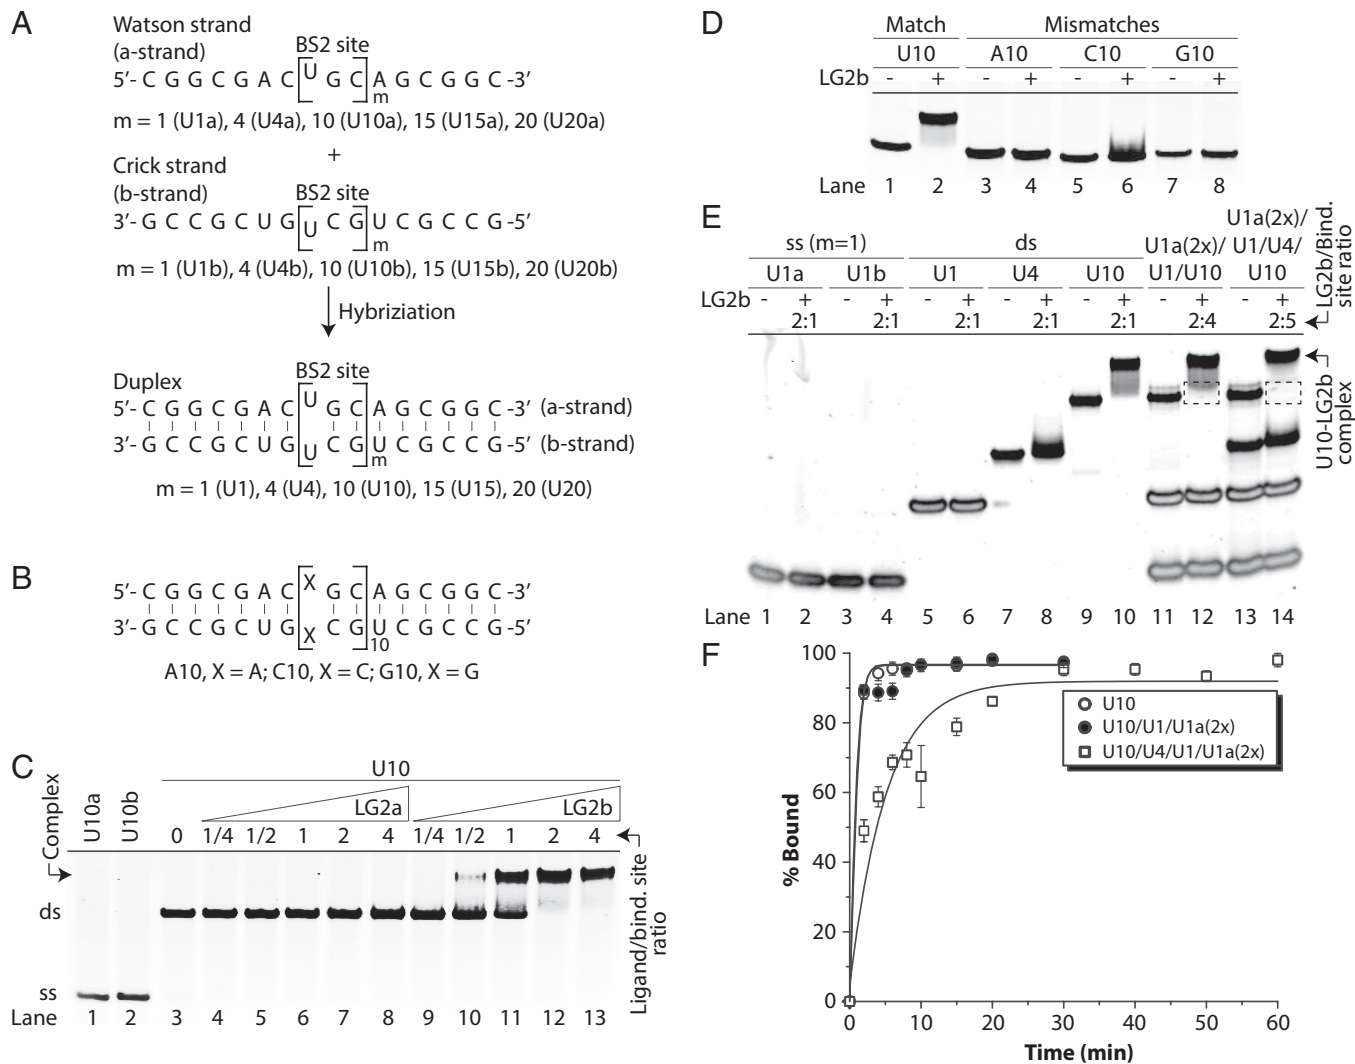 A
Watson strand
(a-strand)
BS2 site
5′- C G G C G A C [U G C]m A G C G G C -3′
m = 1 (U1a), 4 (U4a), 10 (U10a), 15 (U15a), 20 (U20a)
+
Crick strand
(b-strand)
BS2 site
3′- G C C G C U G [U C G]m U C G C C G -5′
m = 1 (U1b), 4 (U4b), 10 (U10b), 15 (U15b), 20 (U20b)
Hybriziation
Duplex
BS2 site
5′- C G G C G A C [U G C] A G C G G C -3′ (a-strand)
3′- G C C G C U G [U C G]m U C G C C G -5′ (b-strand)
m = 1 (U1), 4 (U4), 10 (U10), 15 (U15), 20 (U20)
B
5′- C G G C G A C [X G C] A G C G G C -3′
3′- G C C G C U G [X C G]10 U C G C C G -5′
A10, X = A; C10, X = C; G10, X = G
C
U10
Complex
U10a
U10b
LG2a
LG2b
0 1/4 1/2 1 2 4 1/4 1/2 1 2 4
Ligand/bind. site
ratio
ds
ss
Lane 1 2 3 4 5 6 7 8 9 10 11 12 13
D
Match Mismatches
U10 A10 C10 G10
LG2b - + - + - + - +
Lane 1 2 3 4 5 6 7 8
E
ss (m=1) ds
U1a U1b U1 U4 U10
U1a(2x)/
U1/U10
U1a(2x)/
U1/U4/
U10
LG2b - + - + - + - + - + - + - +
2:1 2:1 2:1 2:1 2:1 2:4 2:5
LG2b/Bind.
site ratio
U10-LG2b
complex
Lane 1 2 3 4 5 6 7 8 9 10 11 12 13 14
F
% Bound
100
80
60
40
20
0
U10
U10/U1/U1a(2x)
U10/U4/U1/U1a(2x)
0 10 20 30 40 50 60
Time (min)